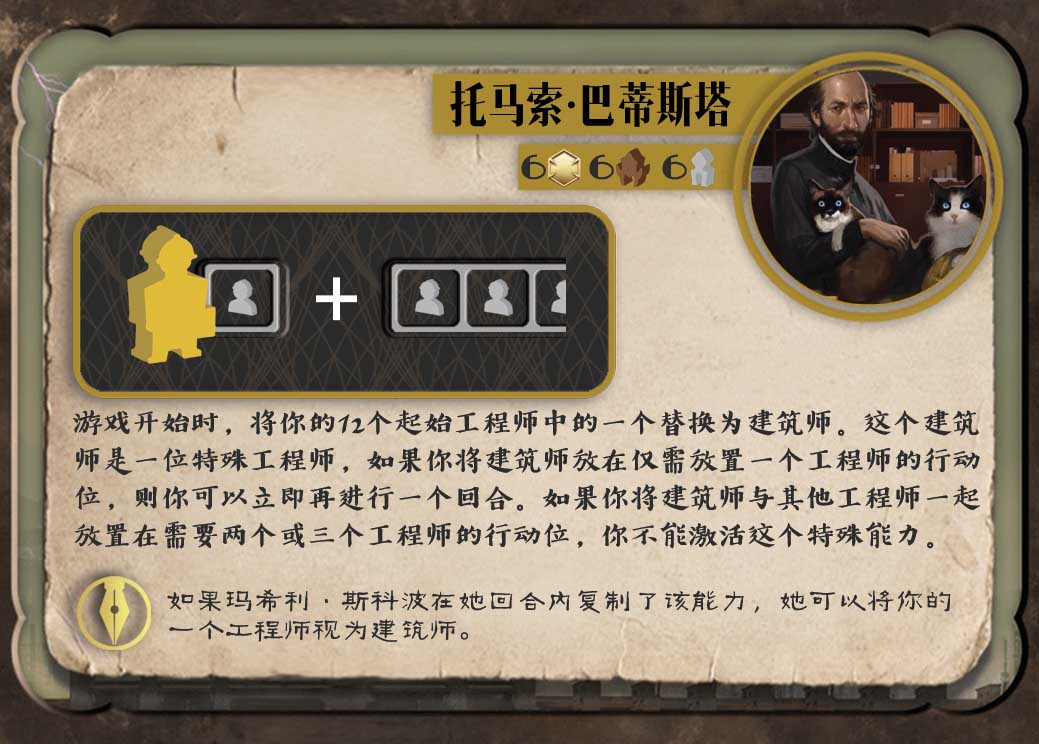 托马索·巴蒂斯塔
6 6 6
游戏开始时，将你的12个起始工程师中的一个替换为建筑师。这个建筑
师是一位特殊工程师，如果你将建筑师放在仅需放置一个工程师的行动
位，则你可以立即再进行一个回合。如果你将建筑师与其他工程师一起
放置在需要两个或三个工程师的行动位，你不能激活这个特殊能力。
如果玛希利·斯科波在她回合内复制了该能力，她可以将你的
一个工程师视为建筑师。